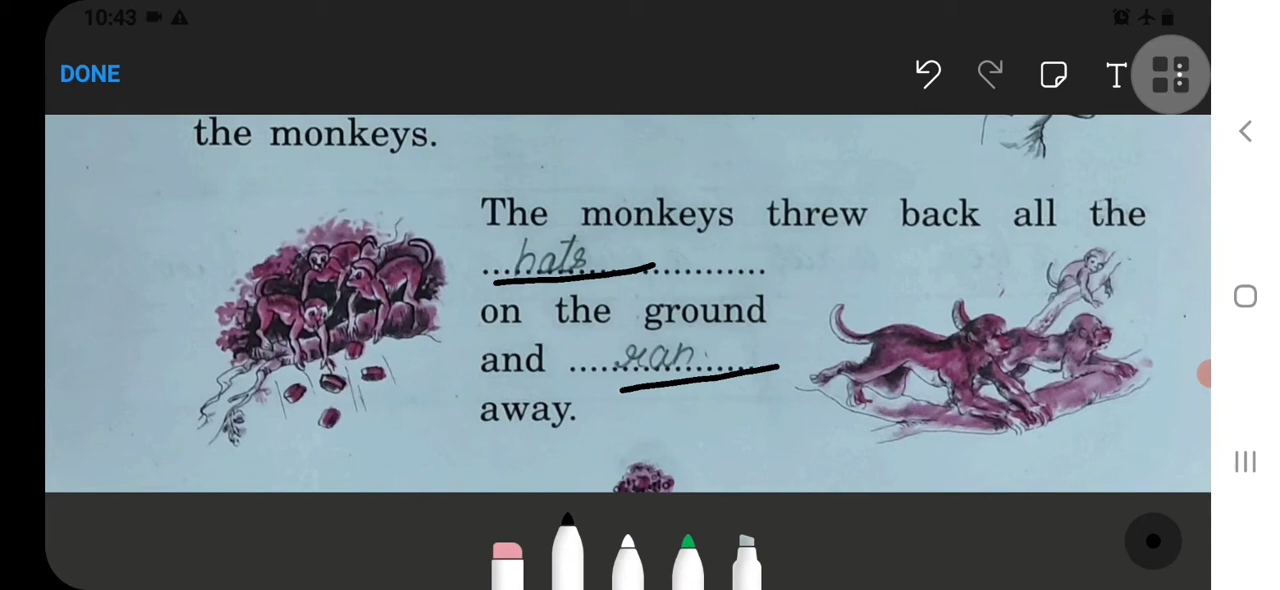 10:43
DONE
T
the monkeys.
The monkeys threw back all the
...hats...............
on the ground
and .....ran.......
away.